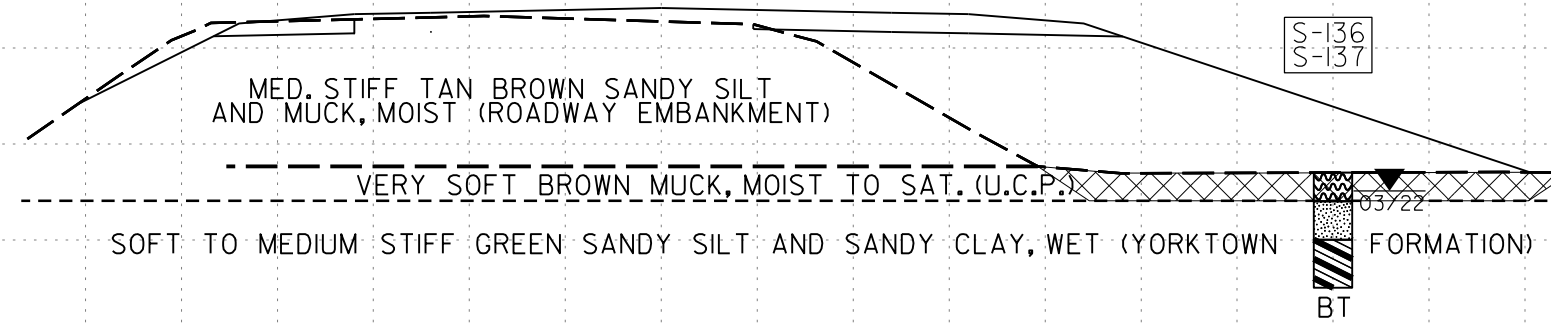 S-136
S-137
MED. STIFF TAN BROWN SANDY SILT
AND MUCK, MOIST (ROADWAY EMBANKMENT)
VERY SOFT BROWN MUCK, MOIST TO SAT. (U.C.P.)
03/22
SOFT TO MEDIUM STIFF GREEN SANDY SILT AND SANDY CLAY, WET (YORKTOWN FORMATION)
BT